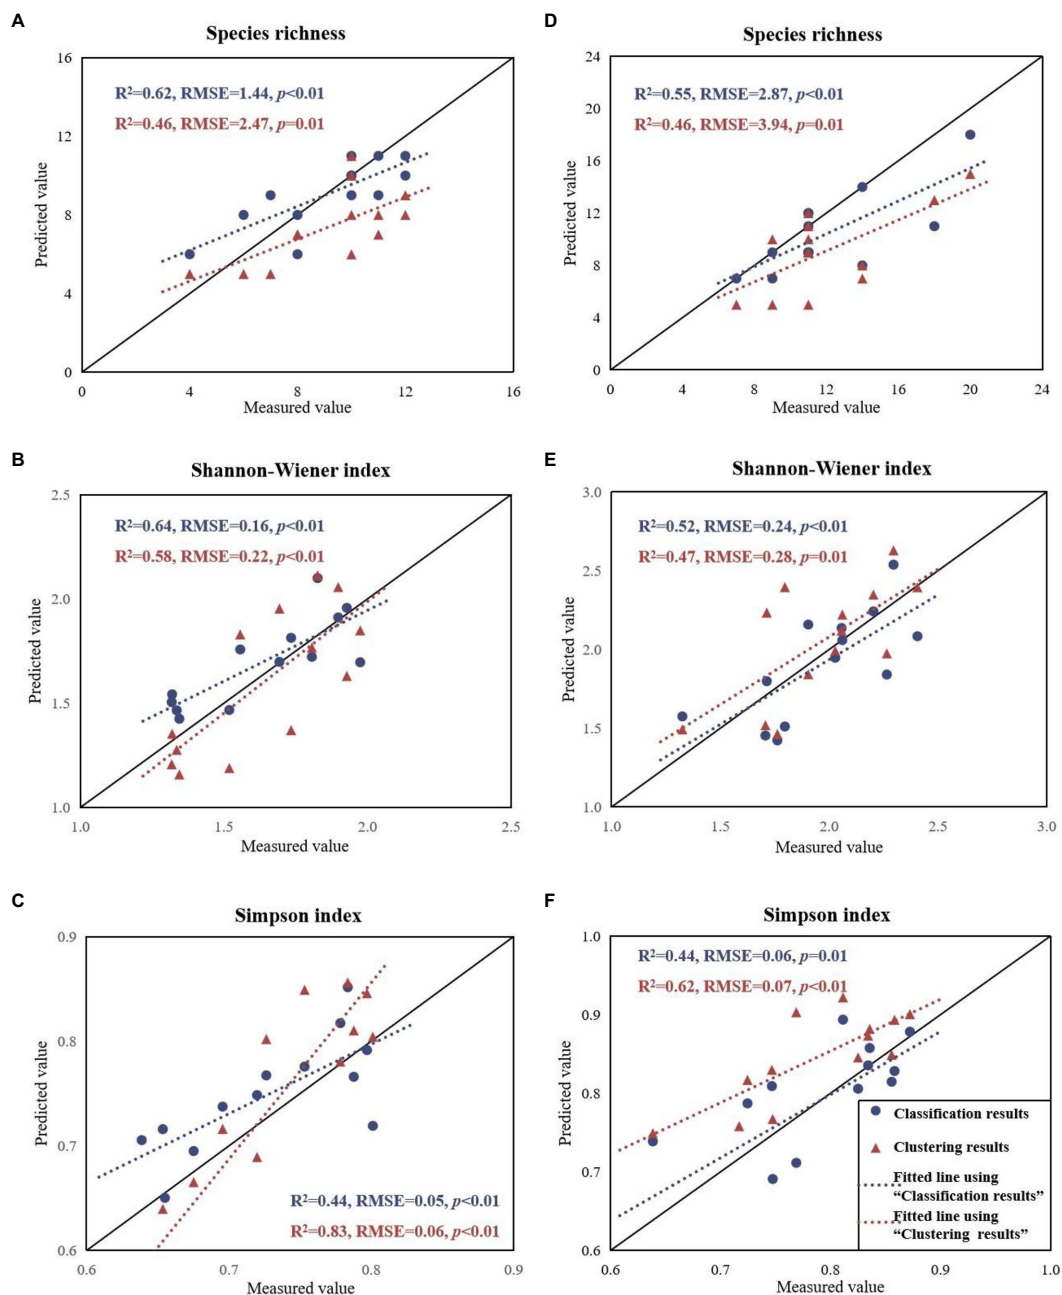 A
Species richness
R²=0.62, RMSE=1.44, p<0.01
R²=0.46, RMSE=2.47, p=0.01
Predicted value
16
12
8
4
0
0 4 8 12 16
Measured value
D
Species richness
R²=0.55, RMSE=2.87, p<0.01
R²=0.46, RMSE=3.94, p=0.01
Predicted value
24
20
16
12
8
4
0
0 4 8 12 16 20 24
Measured value
B
Shannon-Wiener index
R²=0.64, RMSE=0.16, p<0.01
R²=0.58, RMSE=0.22, p<0.01
Predicted value
2.5
2.0
1.5
1.0
1.0 1.5 2.0 2.5
Measured value
E
Shannon-Wiener index
R²=0.52, RMSE=0.24, p<0.01
R²=0.47, RMSE=0.28, p=0.01
Predicted value
3.0
2.5
2.0
1.5
1.0
1.0 1.5 2.0 2.5 3.0
Measured value
C
Simpson index
Predicted value
0.9
0.8
0.7
0.6
R²=0.44, RMSE=0.05, p<0.01
R²=0.83, RMSE=0.06, p<0.01
0.6 0.7 0.8 0.9
Measured value
F
Simpson index
R²=0.44, RMSE=0.06, p=0.01
R²=0.62, RMSE=0.07, p<0.01
Predicted value
1.0
0.9
0.8
0.7
0.6
Classification results
Clustering results
Fitted line using
“Classification results”
Fitted line using
“Clustering results”
0.6 0.7 0.8 0.9 1.0
Measured value